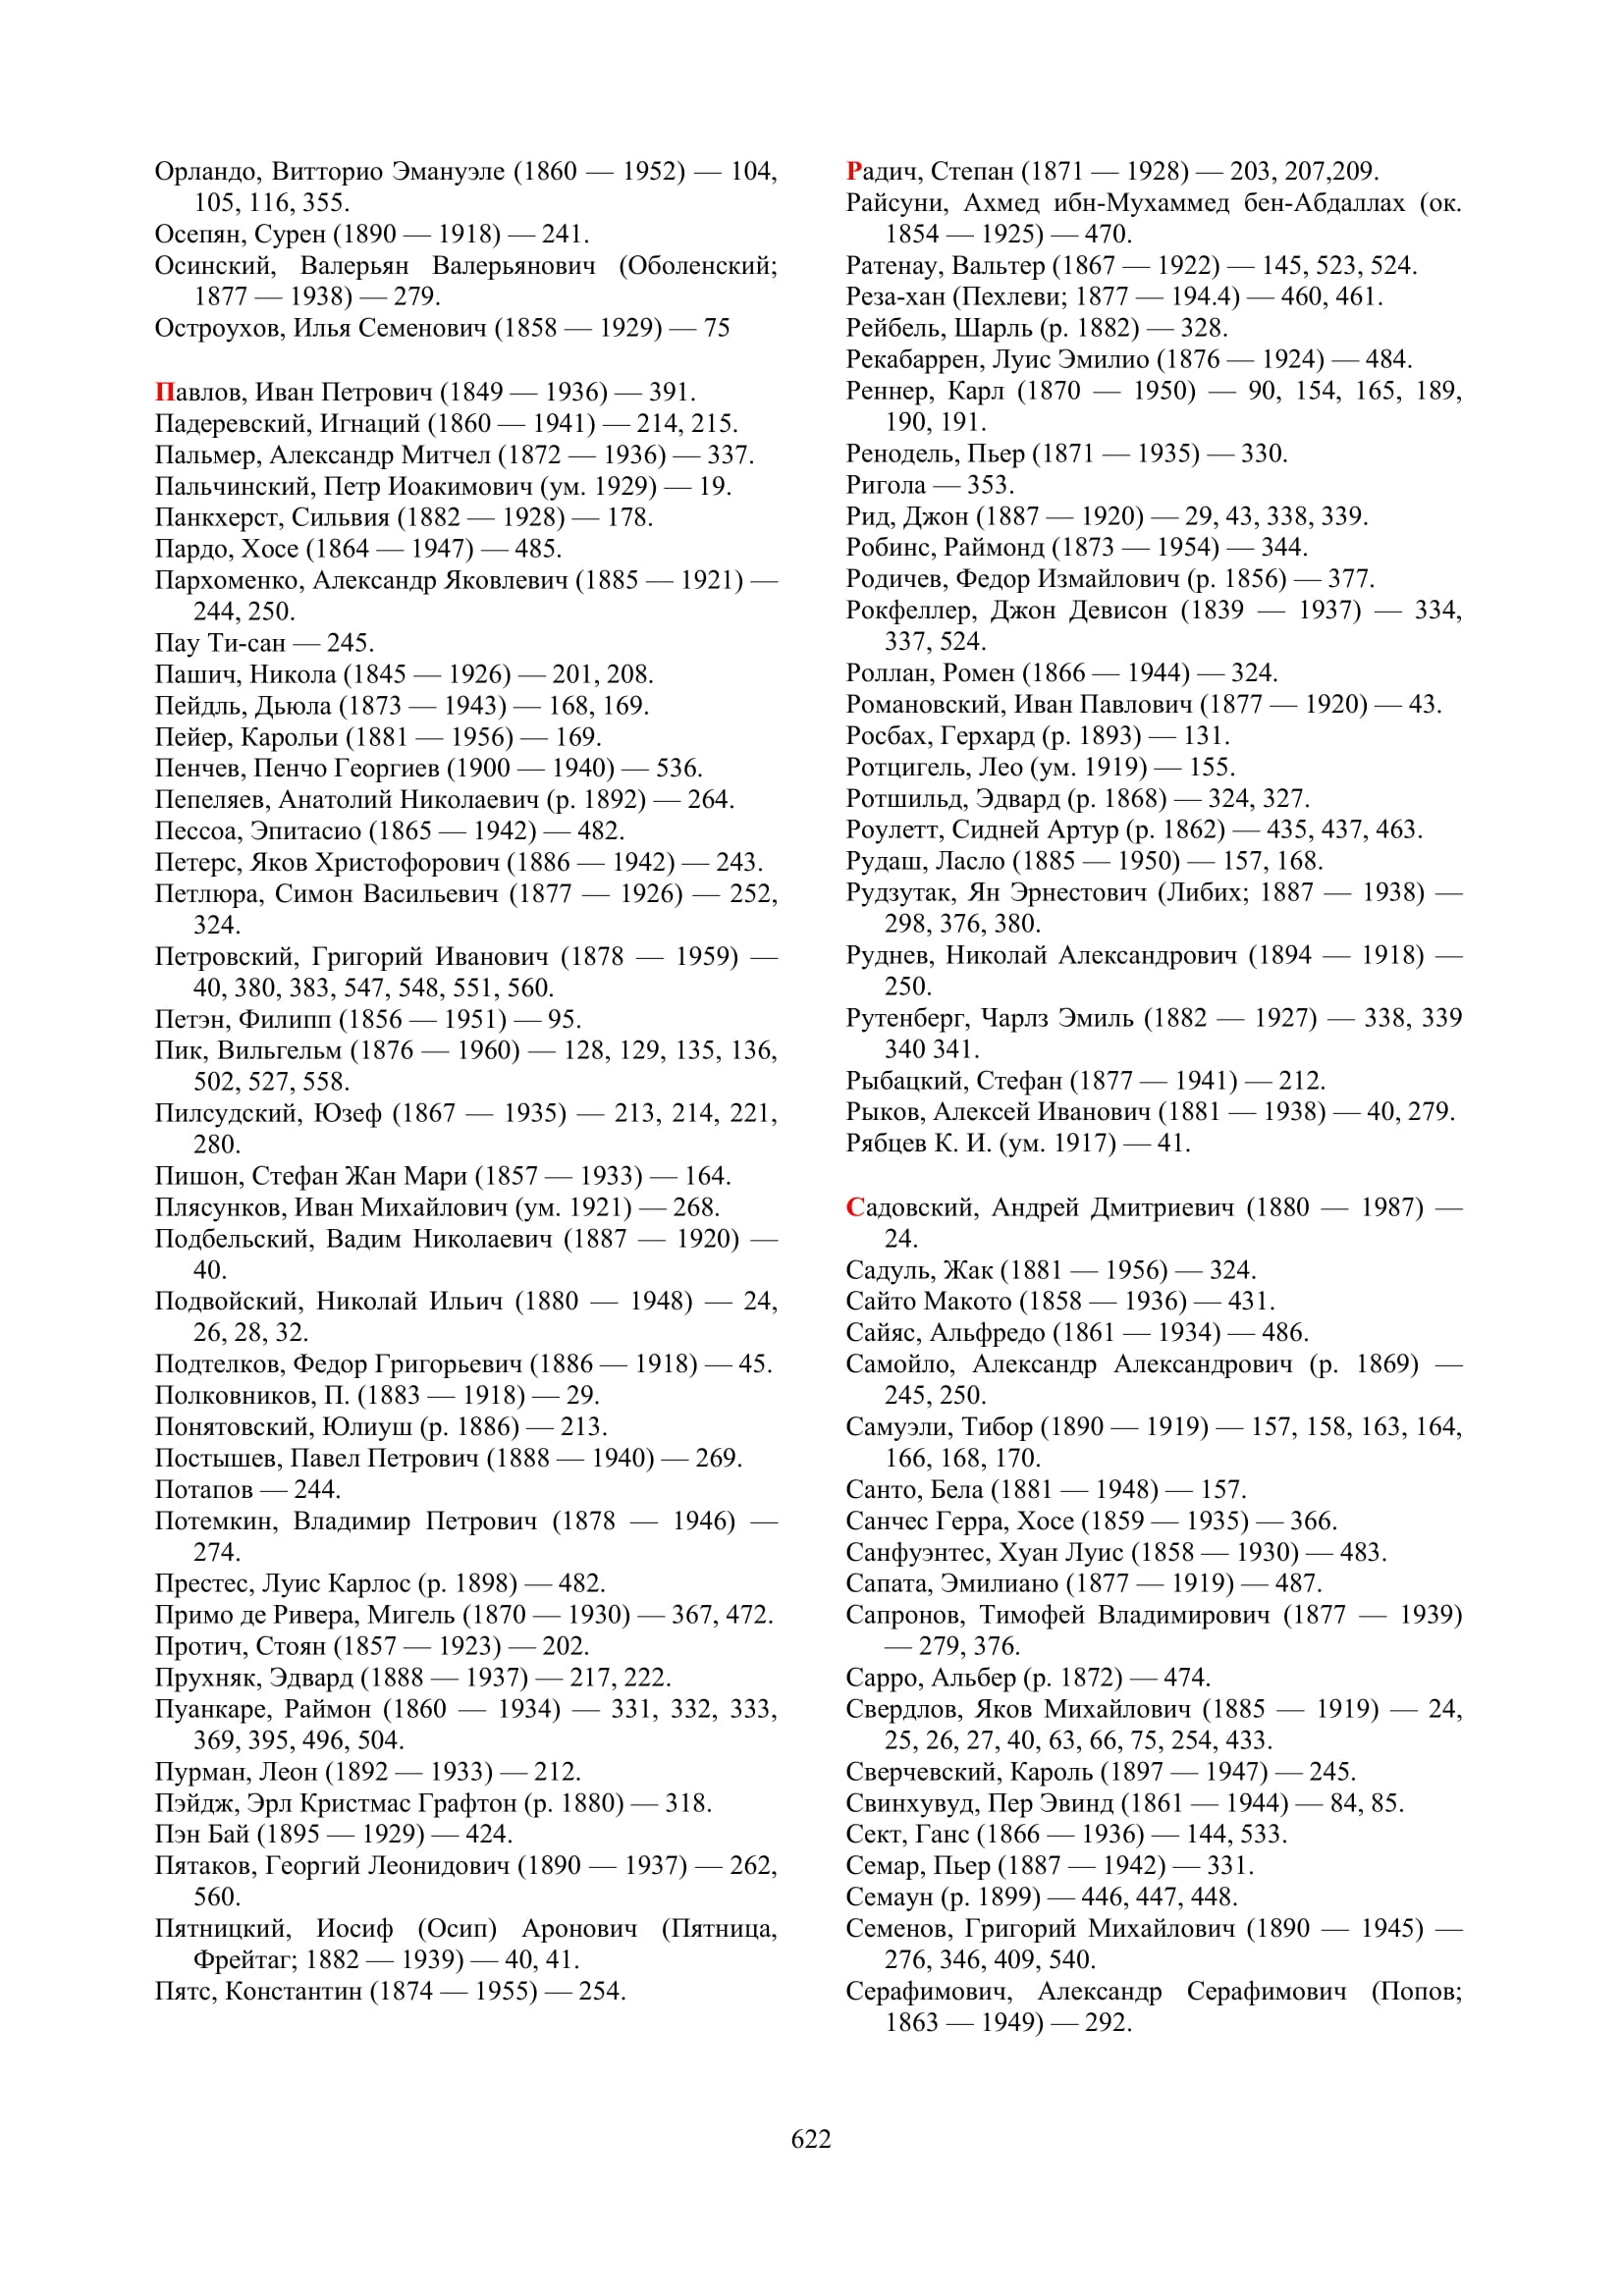 Орландо, Витторио Эмануэле (1860 — 1952) — 104,
105, 116, 355.
Осепян, Сурен (1890 — 1918) — 241.
Осинский, Валерьян Валерьянович (Оболенский;
1877 — 1938) — 279.
Остроухов, Илья Семенович (1858 — 1929) — 75
Павлов, Иван Петрович (1849 — 1936) — 391.
Падеревский, Игнаций (1860 — 1941) — 214, 215.
Пальмер, Александр Митчел (1872 — 1936) — 337.
Пальчинский, Петр Иоакимович (ум. 1929) — 19.
Панкхерст, Сильвия (1882 — 1928) — 178.
Пардо, Хосе (1864 — 1947) — 485.
Пархоменко, Александр Яковлевич (1885 — 1921) —
244, 250.
Пау Ти-сан — 245.
Пашич, Никола (1845 — 1926) — 201, 208.
Пейдль, Дьюла (1873 — 1943) — 168, 169.
Пейер, Карольи (1881 — 1956) — 169.
Пенчев, Пенчо Георгиев (1900 — 1940) — 536.
Пепеляев, Анатолий Николаевич (р. 1892) — 264.
Пессоа, Эпитасио (1865 — 1942) — 482.
Петерс, Яков Христофорович (1886 — 1942) — 243.
Петлюра, Симон Васильевич (1877 — 1926) — 252,
324.
Петровский, Григорий Иванович (1878 — 1959) —
40, 380, 383, 547, 548, 551, 560.
Петэн, Филипп (1856 — 1951) — 95.
Пик, Вильгельм (1876 — 1960) — 128, 129, 135, 136,
502, 527, 558.
Пилсудский, Юзеф (1867 — 1935) — 213, 214, 221,
280.
Пишон, Стефан Жан Мари (1857 — 1933) — 164.
Плясунков, Иван Михайлович (ум. 1921) — 268.
Подбельский, Вадим Николаевич (1887 — 1920) —
40.
Подвойский, Николай Ильич (1880 — 1948) — 24,
26, 28, 32.
Подтелков, Федор Григорьевич (1886 — 1918) — 45.
Полковников, П. (1883 — 1918) — 29.
Понятовский, Юлиуш (р. 1886) — 213.
Постышев, Павел Петрович (1888 — 1940) — 269.
Потапов — 244.
Потемкин, Владимир Петрович (1878 — 1946) —
274.
Престес, Луис Карлос (р. 1898) — 482.
Примо де Ривера, Мигель (1870 — 1930) — 367, 472.
Протич, Стоян (1857 — 1923) — 202.
Прухняк, Эдвард (1888 — 1937) — 217, 222.
Пуанкаре, Раймон (1860 — 1934) — 331, 332, 333,
369, 395, 496, 504.
Пурман, Леон (1892 — 1933) — 212.
Пэйдж, Эрл Кристмас Графтон (р. 1880) — 318.
Пэн Бай (1895 — 1929) — 424.
Пятаков, Георгий Леонидович (1890 — 1937) — 262,
560.
Пятницкий, Иосиф (Осип) Аронович (Пятница,
Фрейтаг; 1882 — 1939) — 40, 41.
Пятс, Константин (1874 — 1955) — 254.
Радич, Степан (1871 — 1928) — 203, 207,209.
Райсуни, Ахмед ибн-Мухаммед бен-Абдаллах (ок.
1854 — 1925) — 470.
Ратенау, Вальтер (1867 — 1922) — 145, 523, 524.
Реза-хан (Пехлеви; 1877 — 194.4) — 460, 461.
Рейбель, Шарль (р. 1882) — 328.
Рекабаррен, Луис Эмилио (1876 — 1924) — 484.
Реннер, Карл (1870 — 1950) — 90, 154, 165, 189,
190, 191.
Ренодель, Пьер (1871 — 1935) — 330.
Ригола — 353.
Рид, Джон (1887 — 1920) — 29, 43, 338, 339.
Робинс, Раймонд (1873 — 1954) — 344.
Родичев, Федор Измайлович (р. 1856) — 377.
Рокфеллер, Джон Девисон (1839 — 1937) — 334,
337, 524.
Роллан, Ромен (1866 — 1944) — 324.
Романовский, Иван Павлович (1877 — 1920) — 43.
Росбах, Герхард (р. 1893) — 131.
Ротцигель, Лео (ум. 1919) — 155.
Ротшильд, Эдвард (р. 1868) — 324, 327.
Роулетт, Сидней Артур (р. 1862) — 435, 437, 463.
Рудаш, Ласло (1885 — 1950) — 157, 168.
Рудзутак, Ян Эрнестович (Либих; 1887 — 1938) —
298, 376, 380.
Руднев, Николай Александрович (1894 — 1918) —
250.
Рутенберг, Чарлз Эмиль (1882 — 1927) — 338, 339
340 341.
Рыбацкий, Стефан (1877 — 1941) — 212.
Рыков, Алексей Иванович (1881 — 1938) — 40, 279.
Рябцев К. И. (ум. 1917) — 41.
Садовский, Андрей Дмитриевич (1880 — 1987) —
24.
Садуль, Жак (1881 — 1956) — 324.
Сайто Макото (1858 — 1936) — 431.
Сайяс, Альфредо (1861 — 1934) — 486.
Самойло, Александр Александрович (р. 1869) —
245, 250.
Самуэли, Тибор (1890 — 1919) — 157, 158, 163, 164,
166, 168, 170.
Санто, Бела (1881 — 1948) — 157.
Санчес Герра, Хосе (1859 — 1935) — 366.
Санфуэнтес, Хуан Луис (1858 — 1930) — 483.
Сапата, Эмилиано (1877 — 1919) — 487.
Сапронов, Тимофей Владимирович (1877 — 1939)
— 279, 376.
Сарро, Альбер (р. 1872) — 474.
Свердлов, Яков Михайлович (1885 — 1919) — 24,
25, 26, 27, 40, 63, 66, 75, 254, 433.
Сверчевский, Кароль (1897 — 1947) — 245.
Свинхувуд, Пер Эвинд (1861 — 1944) — 84, 85.
Сект, Ганс (1866 — 1936) — 144, 533.
Семар, Пьер (1887 — 1942) — 331.
Семаун (р. 1899) — 446, 447, 448.
Семенов, Григорий Михайлович (1890 — 1945) —
276, 346, 409, 540.
Серафимович, Александр Серафимович (Попов;
1863 — 1949) — 292.
622